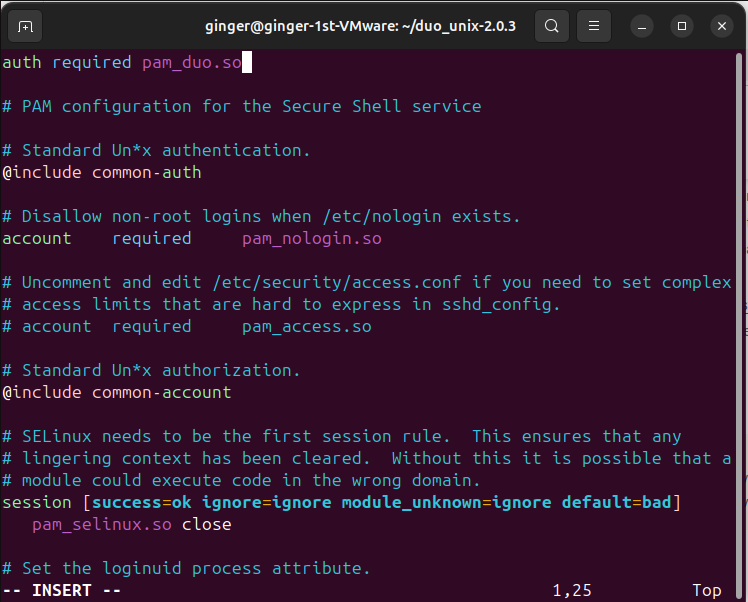 ginger@ginger-1st-VMware: ~/duo_unix-2.0.3
auth required pam_duo.so
# PAM configuration for the Secure Shell service
# Standard Un*x authentication.
@include common-auth
# Disallow non-root logins when /etc/nologin exists.
account    required     pam_nologin.so
# Uncomment and edit /etc/security/access.conf if you need to set complex
# access limits that are hard to express in sshd_config.
# account  required     pam_access.so
# Standard Un*x authorization.
@include common-account
# SELinux needs to be the first session rule.  This ensures that any
# lingering context has been cleared.  Without this it is possible that a
# module could execute code in the wrong domain.
session [success=ok ignore=ignore module_unknown=ignore default=bad]
   pam_selinux.so close
# Set the loginuid process attribute.
-- INSERT --                                           1,25          Top